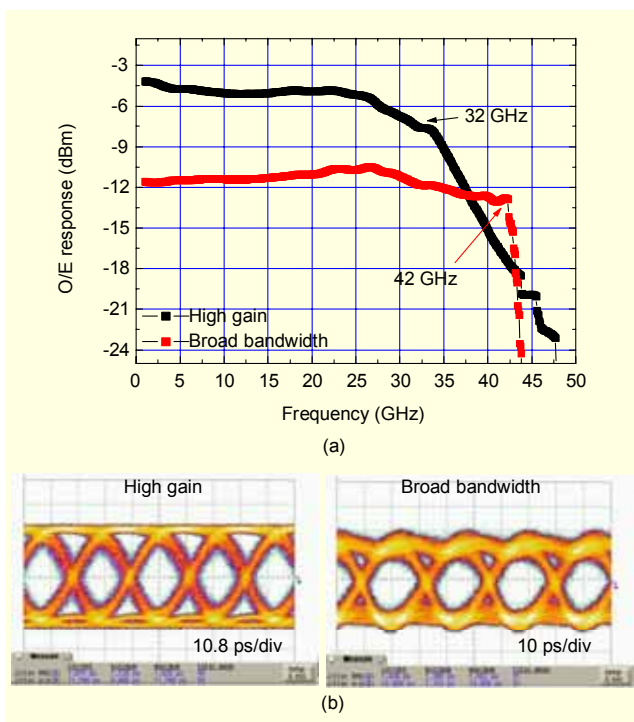 -3
-6
-9
-12
-15
-18
-21
-24
O/E response (dBm)
32 GHz
42 GHz
High gain
Broad bandwidth
0 5 10 15 20 25 30 35 40 45 50
Frequency (GHz)
(a)
High gain
10.8 ps/div
Broad bandwidth
10 ps/div
(b)